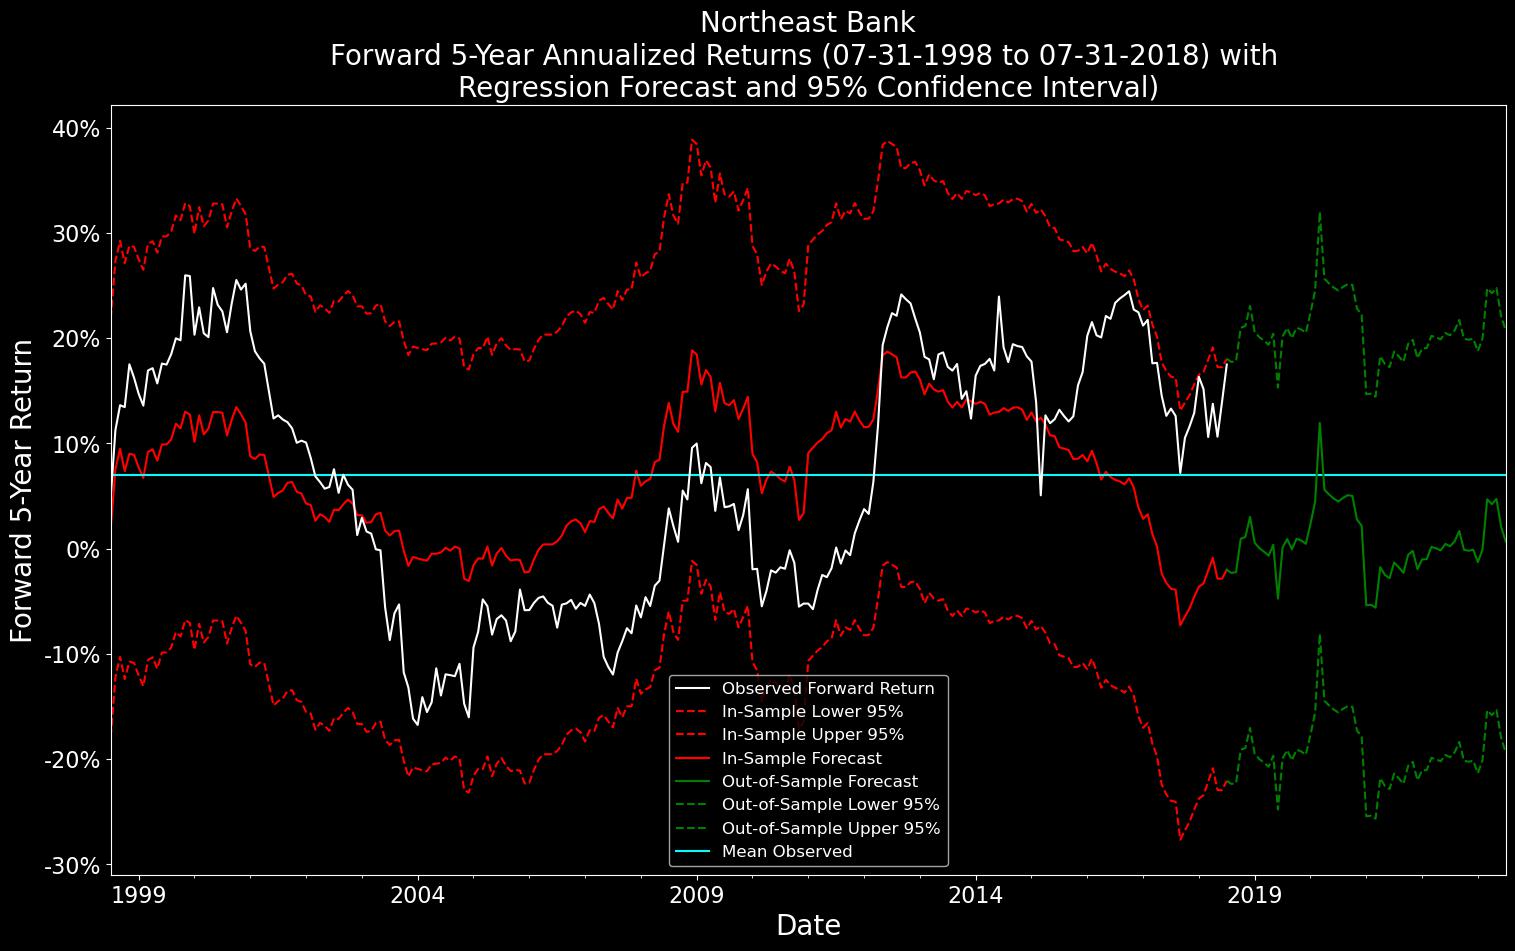 Northeast Bank
Forward 5-Year Annualized Returns (07-31-1998 to 07-31-2018) with
Regression Forecast and 95% Confidence Interval)
Forward 5-Year Return
40%
30%
20%
10%
0%
-10%
-20%
-30%
Observed Forward Return
In-Sample Lower 95%
In-Sample Upper 95%
In-Sample Forecast
Out-of-Sample Forecast
Out-of-Sample Lower 95%
Out-of-Sample Upper 95%
Mean Observed
1999 2004 2009 2014 2019
Date